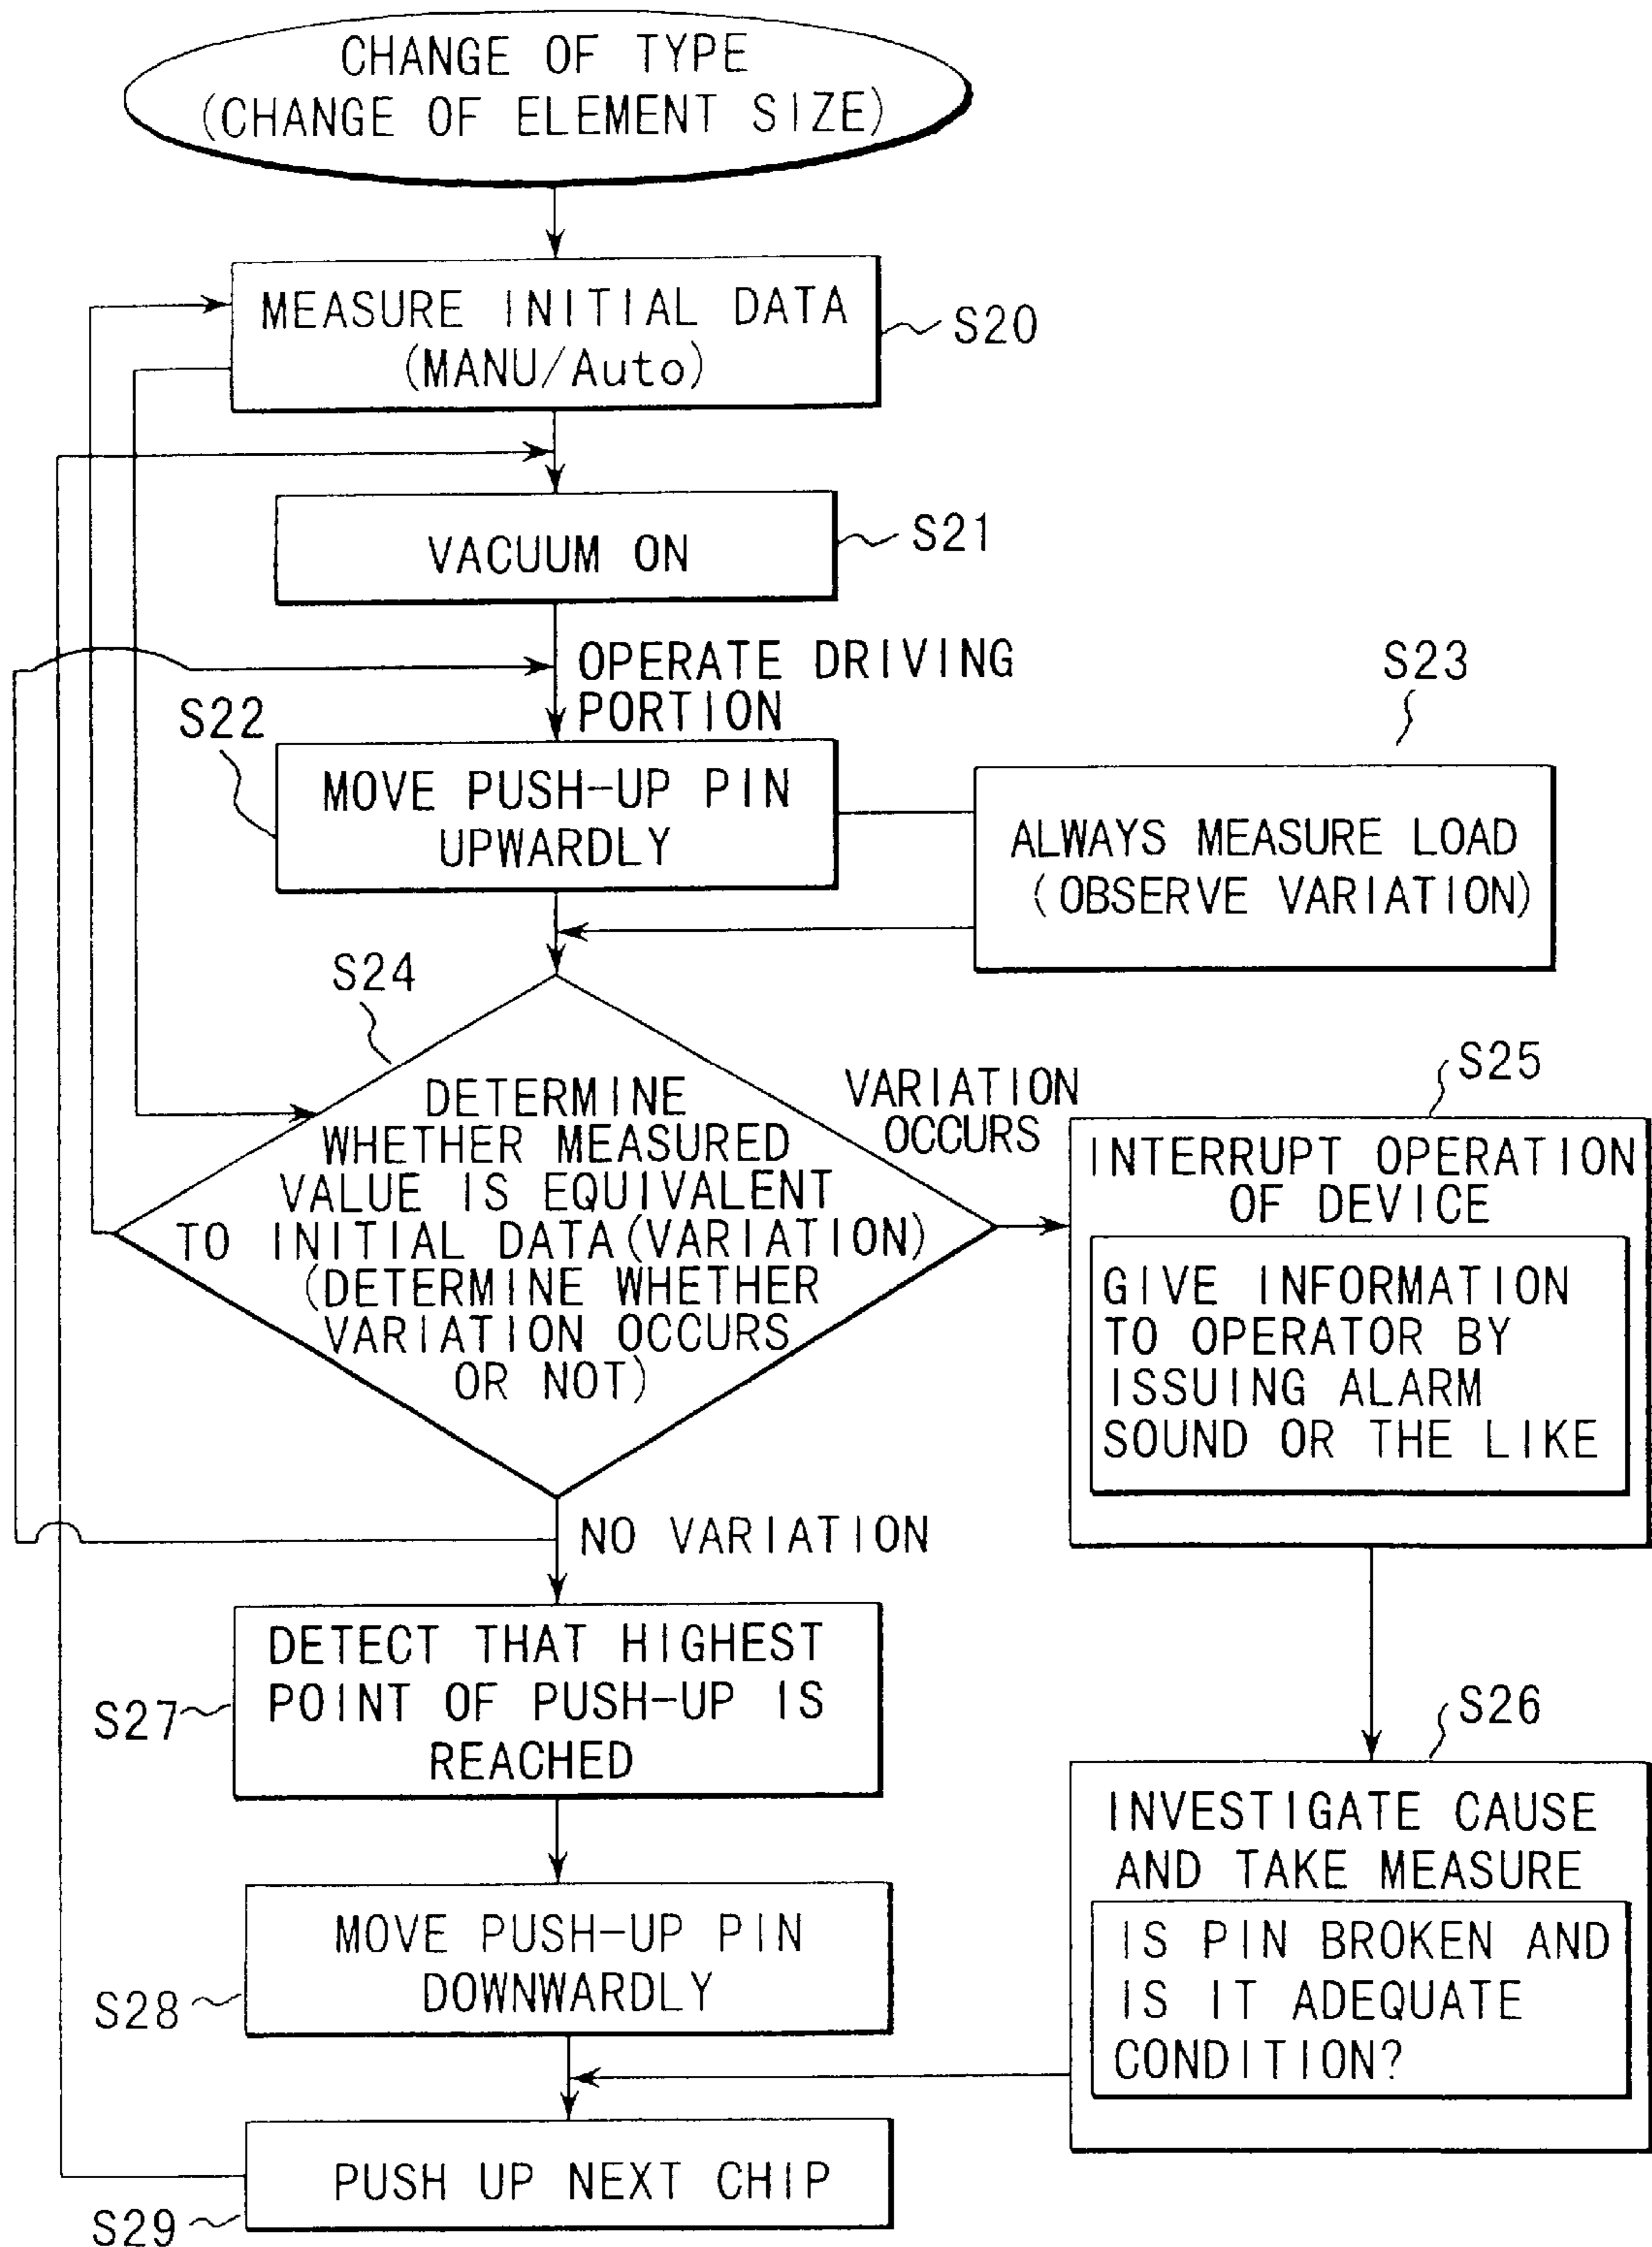 CHANGE OF TYPE
(CHANGE OF ELEMENT SIZE)
MEASURE INITIAL DATA
(MANU/Auto)
S20
VACUUM ON
S21
OPERATE DRIVING
PORTION
S22
MOVE PUSH-UP PIN
UPWARDLY
S23
ALWAYS MEASURE LOAD
(OBSERVE VARIATION)
S24
DETERMINE
WHETHER MEASURED
VALUE IS EQUIVALENT
TO INITIAL DATA(VARIATION)
(DETERMINE WHETHER
VARIATION OCCURS
OR NOT)
VARIATION
OCCURS
S25
INTERRUPT OPERATION
OF DEVICE
GIVE INFORMATION
TO OPERATOR BY
ISSUING ALARM
SOUND OR THE LIKE
NO VARIATION
S27
DETECT THAT HIGHEST
POINT OF PUSH-UP IS
REACHED
S26
INVESTIGATE CAUSE
AND TAKE MEASURE
IS PIN BROKEN AND
IS IT ADEQUATE
CONDITION?
S28
MOVE PUSH-UP PIN
DOWNWARDLY
S29
PUSH UP NEXT CHIP